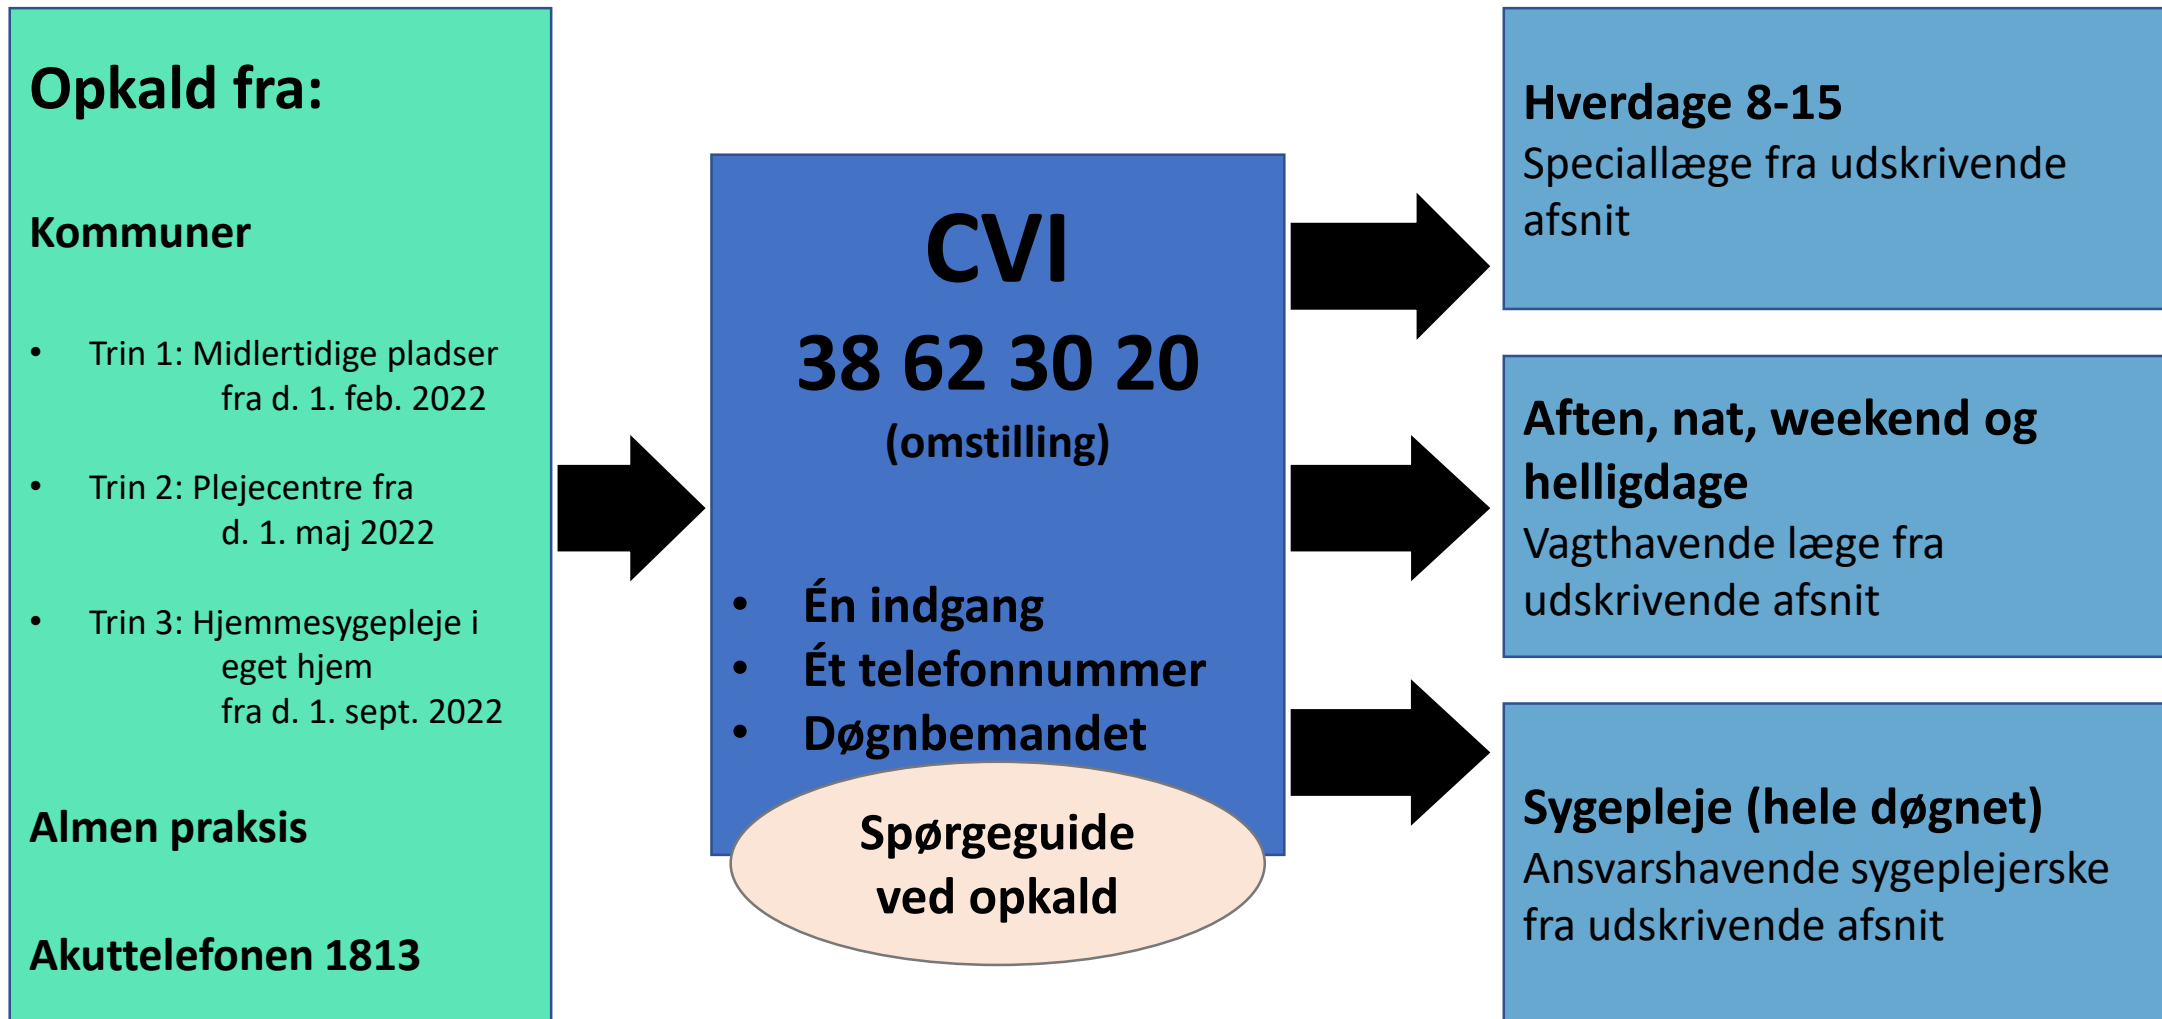 Opkald fra:
Kommuner
• Trin 1: Midlertidige pladser
fra d. 1. feb. 2022
• Trin 2: Plejecentre fra
d. 1. maj 2022
• Trin 3: Hjemmesygepleje i
eget hjem
fra d. 1. sept. 2022
Almen praksis
Akuttelefonen 1813
CVI
38 62 30 20
(omstilling)
• Én indgang
• Ét telefonnummer
• Døgnbemandet
Spørgeguide
ved opkald
Hverdage 8-15
Speciallæge fra udskrivende
afsnit
Aften, nat, weekend og
helligdage
Vagthavende læge fra
udskrivende afsnit
Sygepleje (hele døgnet)
Ansvarshavende sygeplejerske
fra udskrivende afsnit